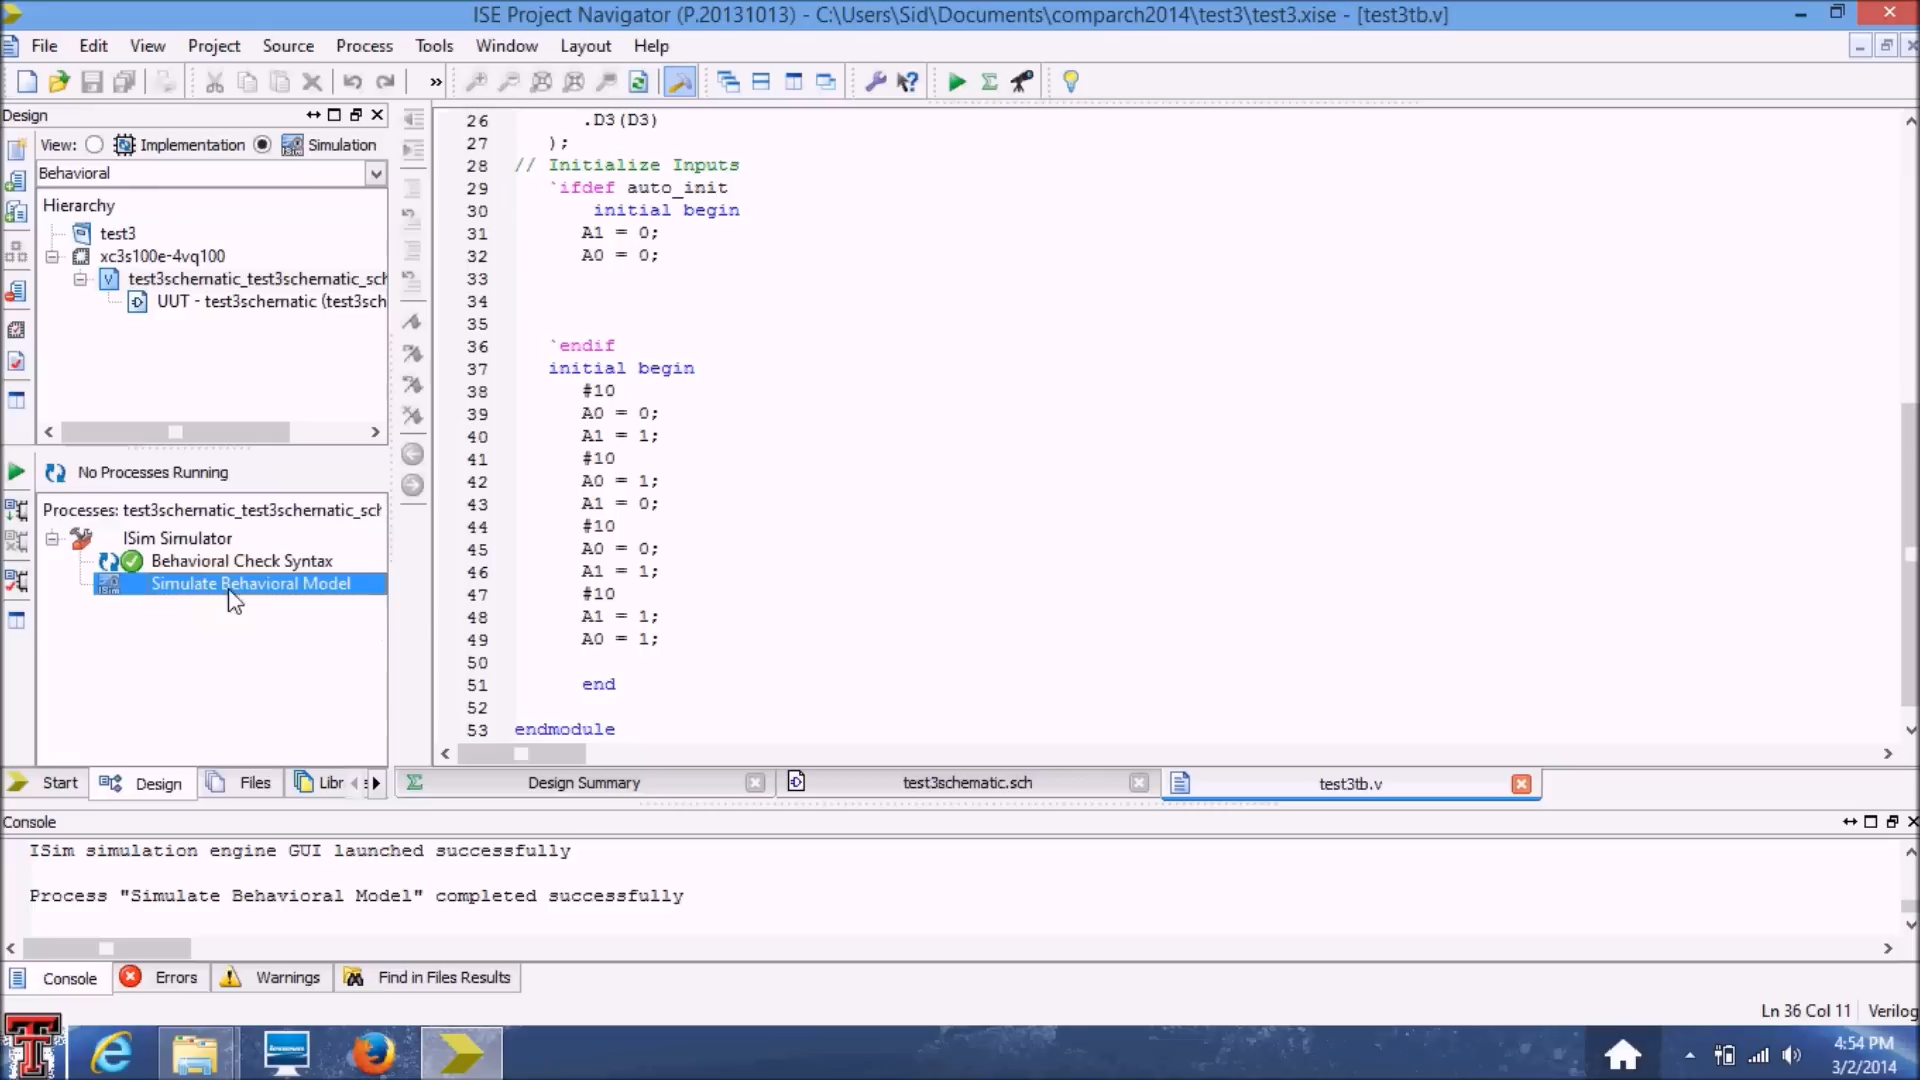 ISE Project Navigator (P.20131013) - C:\Users\Sid\Documents\comparch2014\test3\test3.xise - [test3tb.v]
File Edit View Project Source Process Tools Window Layout Help
»
Design
View: Implementation Simulation
Behavioral
Hierarchy
test3
xc3s100e-4vq100
test3schematic_test3schematic_sch
UUT - test3schematic (test3sch
No Processes Running
Processes: test3schematic_test3schematic_sch
ISim Simulator
Behavioral Check Syntax
Simulate Behavioral Model
26 .D3(D3)
27 );
28 // Initialize Inputs
29 `ifdef auto_init
30 initial begin
31 A1 = 0;
32 A0 = 0;
33
34
35
36 `endif
37 initial begin
38 #10
39 A0 = 0;
40 A1 = 1;
41 #10
42 A0 = 1;
43 A1 = 0;
44 #10
45 A0 = 0;
46 A1 = 1;
47 #10
48 A1 = 1;
49 A0 = 1;
50
51 end
52
53 endmodule
Start Design Files Libr
Design Summary test3schematic.sch test3tb.v
Console
ISim simulation engine GUI launched successfully
Process "Simulate Behavioral Model" completed successfully
Console Errors Warnings Find in Files Results
Ln 36 Col 11 Verilog
4:54 PM
3/2/2014